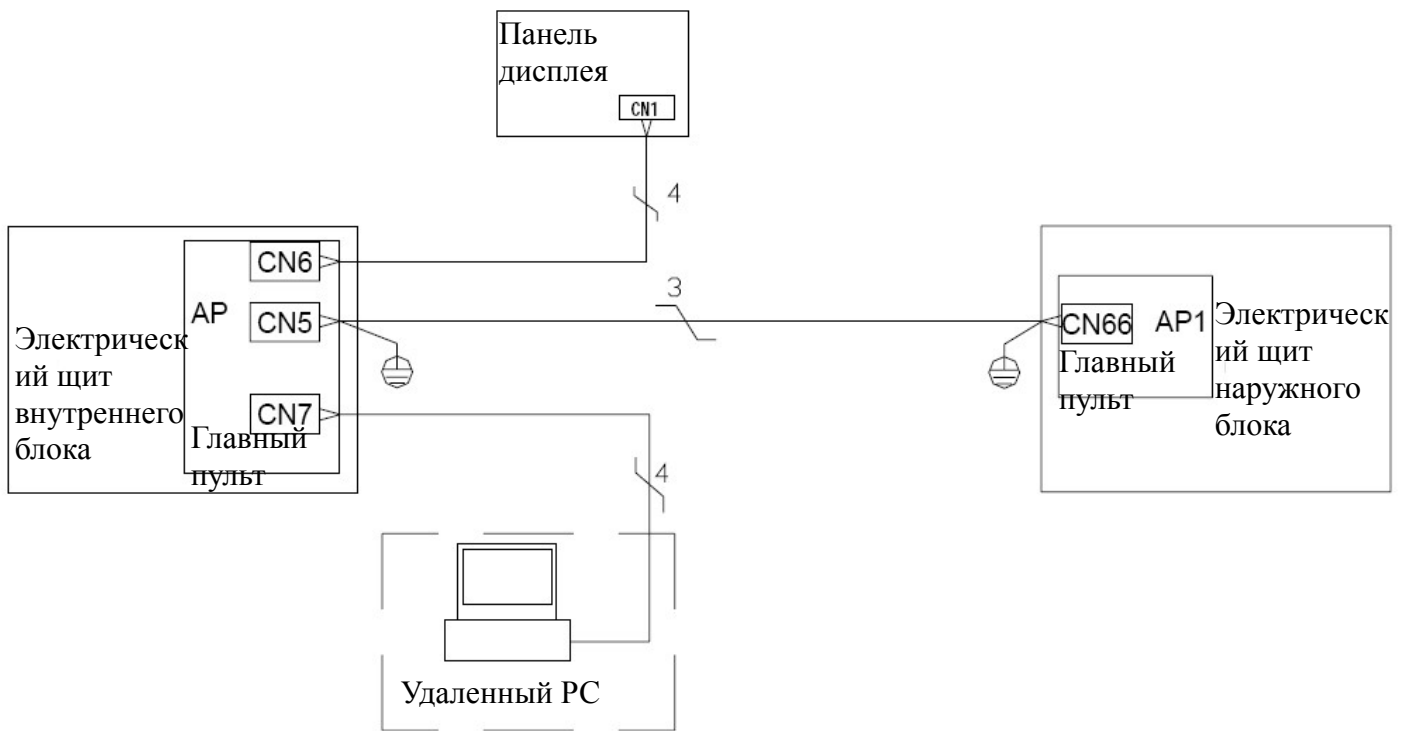 Панель
дисплея
CN1
4
CN6
3
AP
CN5
CN66
AP1
Электрическ
ий щит
внутреннего
блока
Электрическ
ий щит
наружного
блока
Главный
пульт
CN7
Главный
пульт
4
Удаленный PC